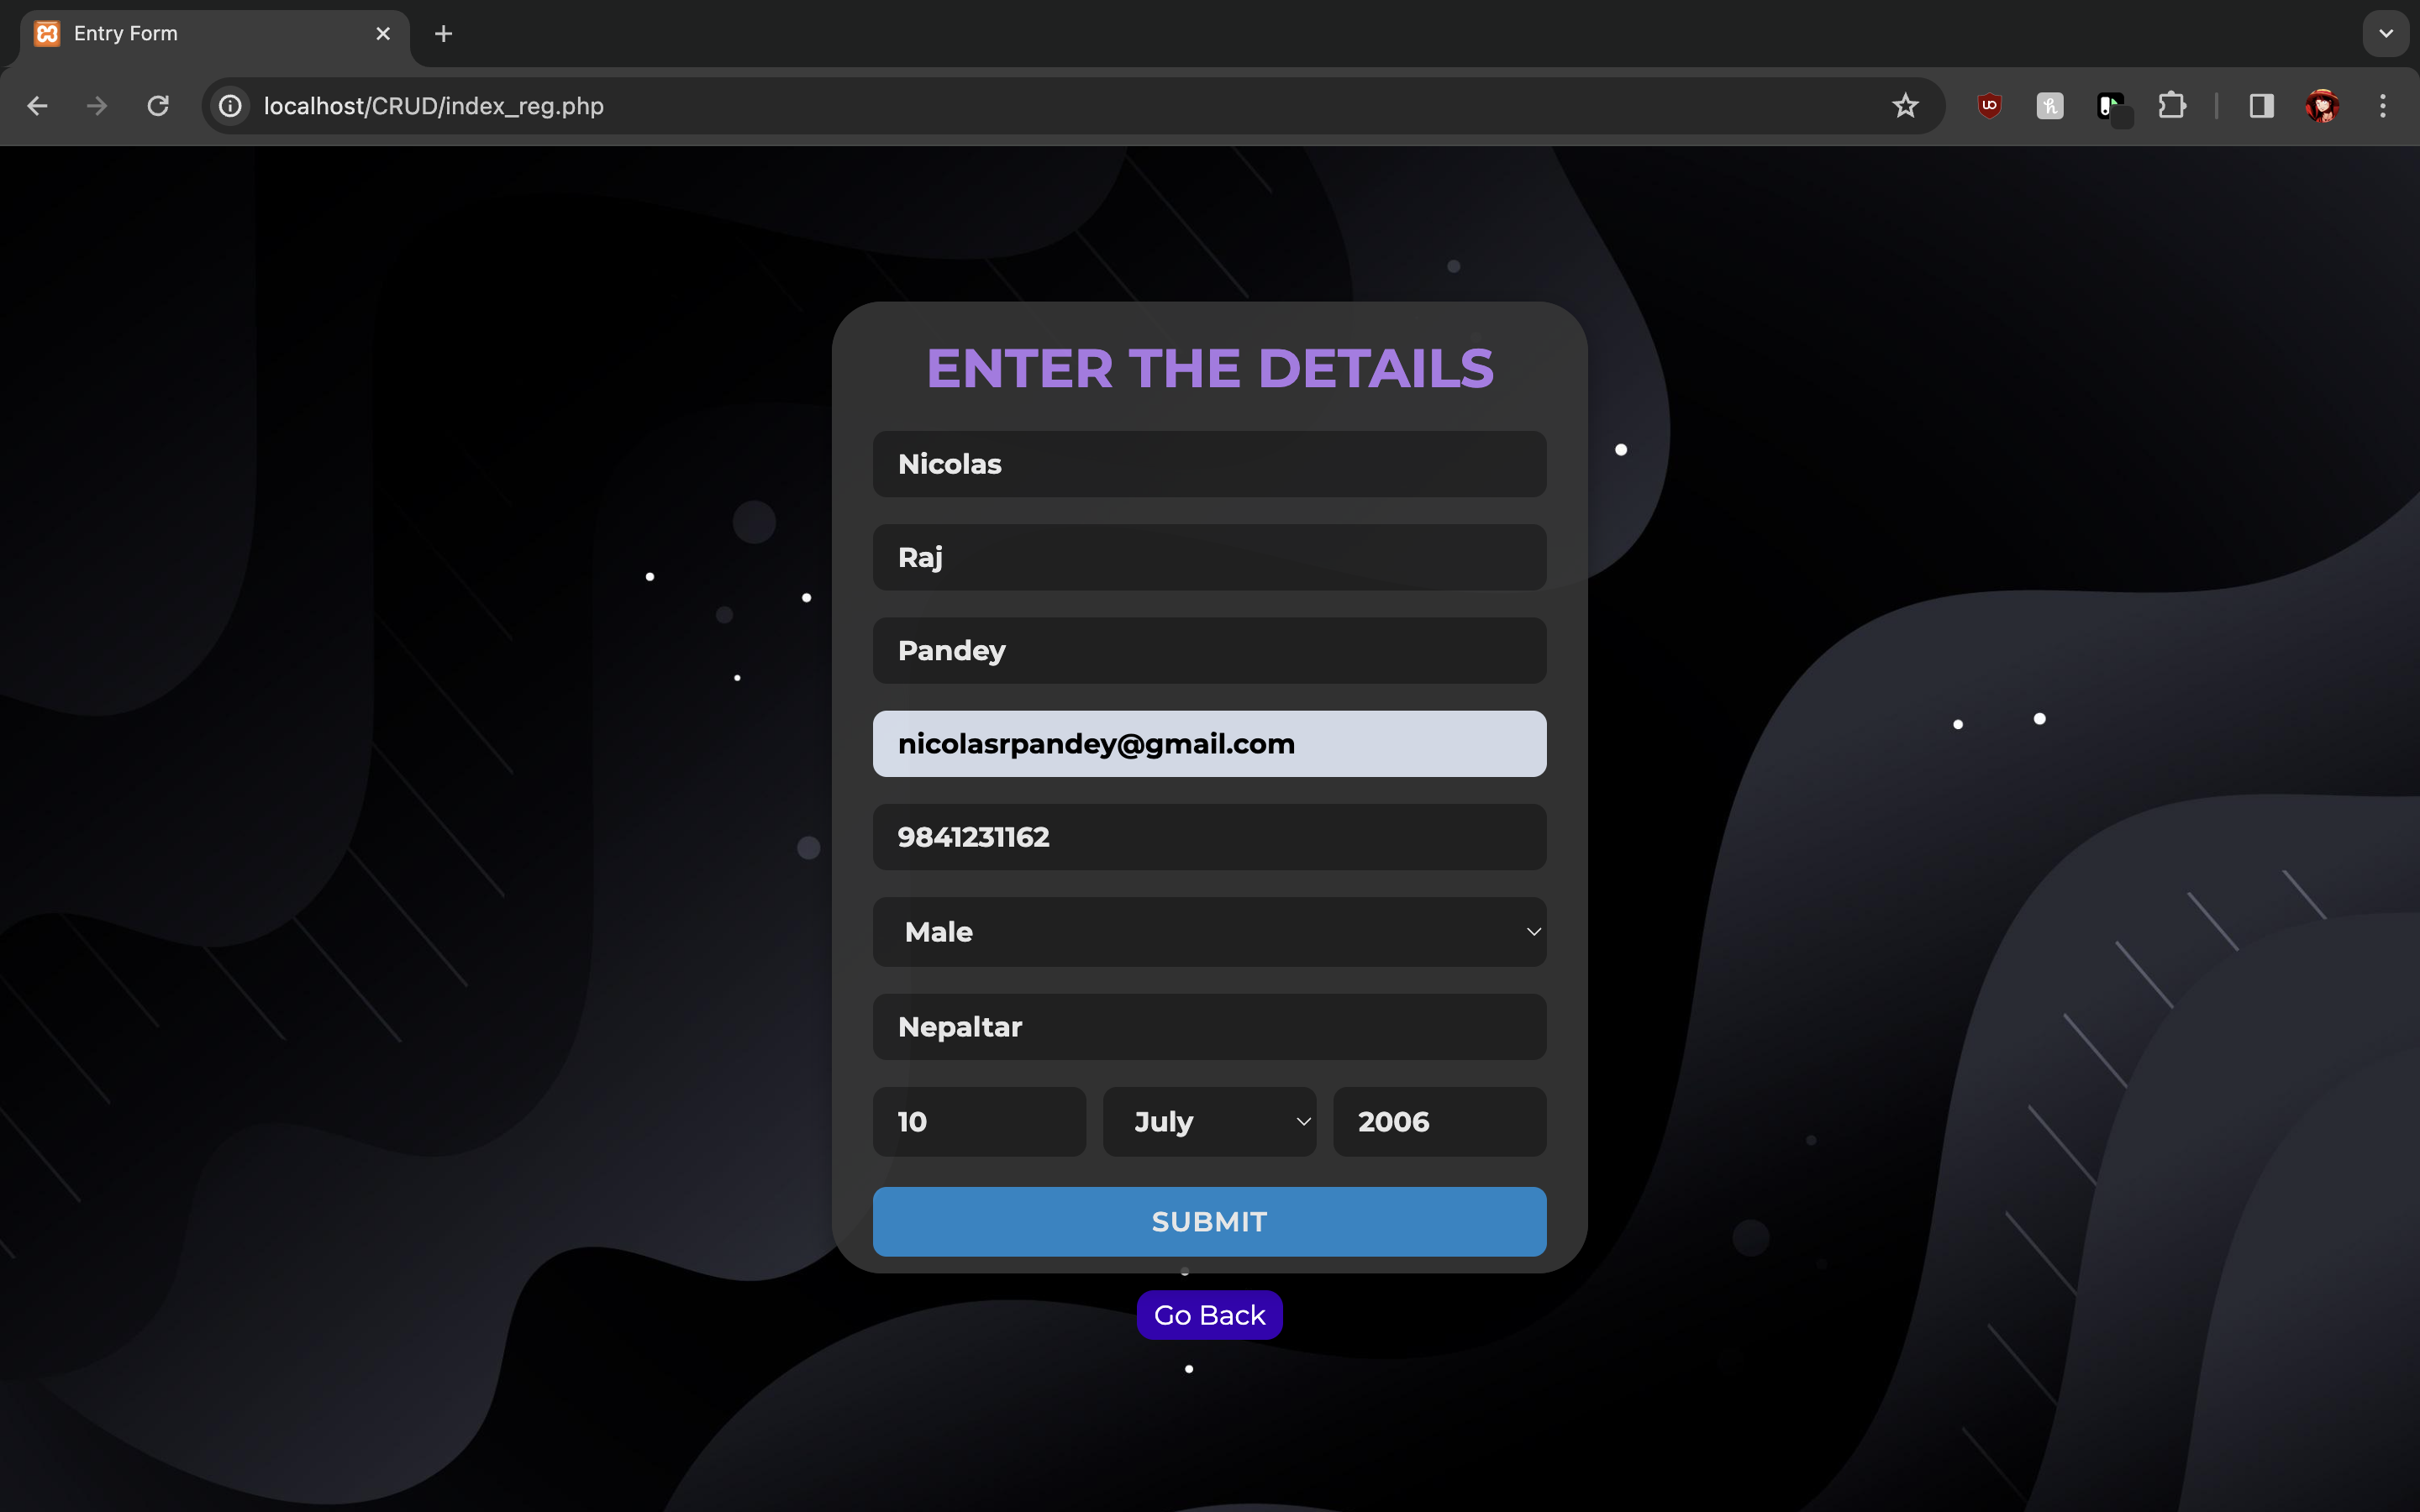 Entry Form
localhost/CRUD/index_reg.php
ENTER THE DETAILS
Nicolas
Raj
Pandey
nicolasrpandey@gmail.com
9841231162
Male
Nepaltar
10 July 2006
SUBMIT
Go Back